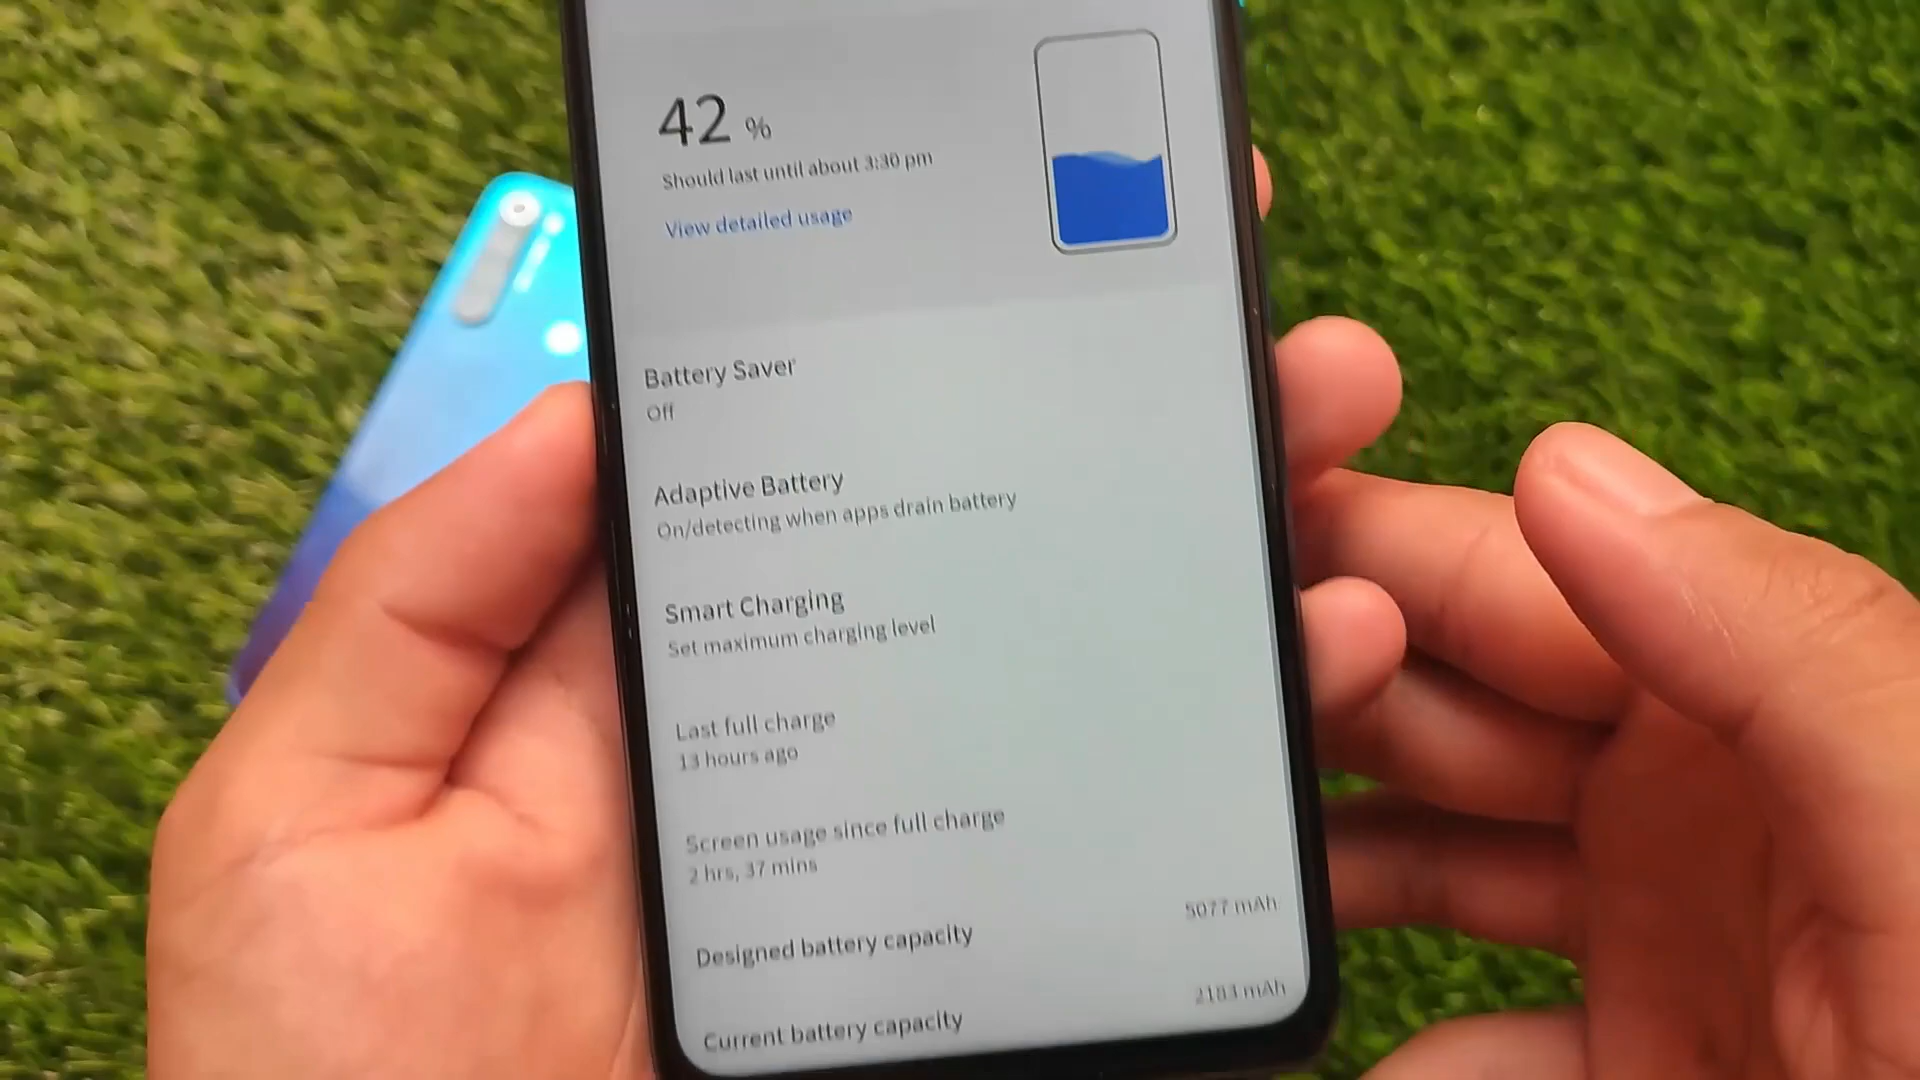 42 %
Should last until about 3:30 pm
View detailed usage
Battery Saver
Off
Adaptive Battery
On/detecting when apps drain battery
Smart Charging
Set maximum charging level
Last full charge
13 hours ago
Screen usage since full charge
2 hrs, 37 mins
Designed battery capacity 5077 mAh
Current battery capacity 2183 mAh